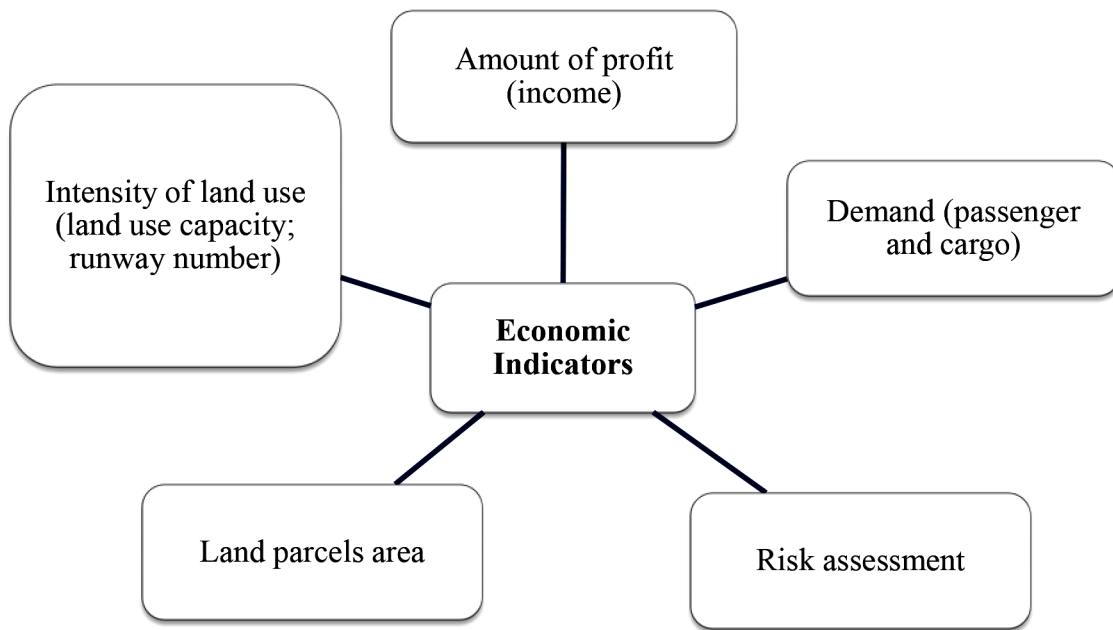 Amount of profit
(income)
Intensity of land use
(land use capacity;
runway number)
Demand (passenger
and cargo)
Economic
Indicators
Land parcels area
Risk assessment